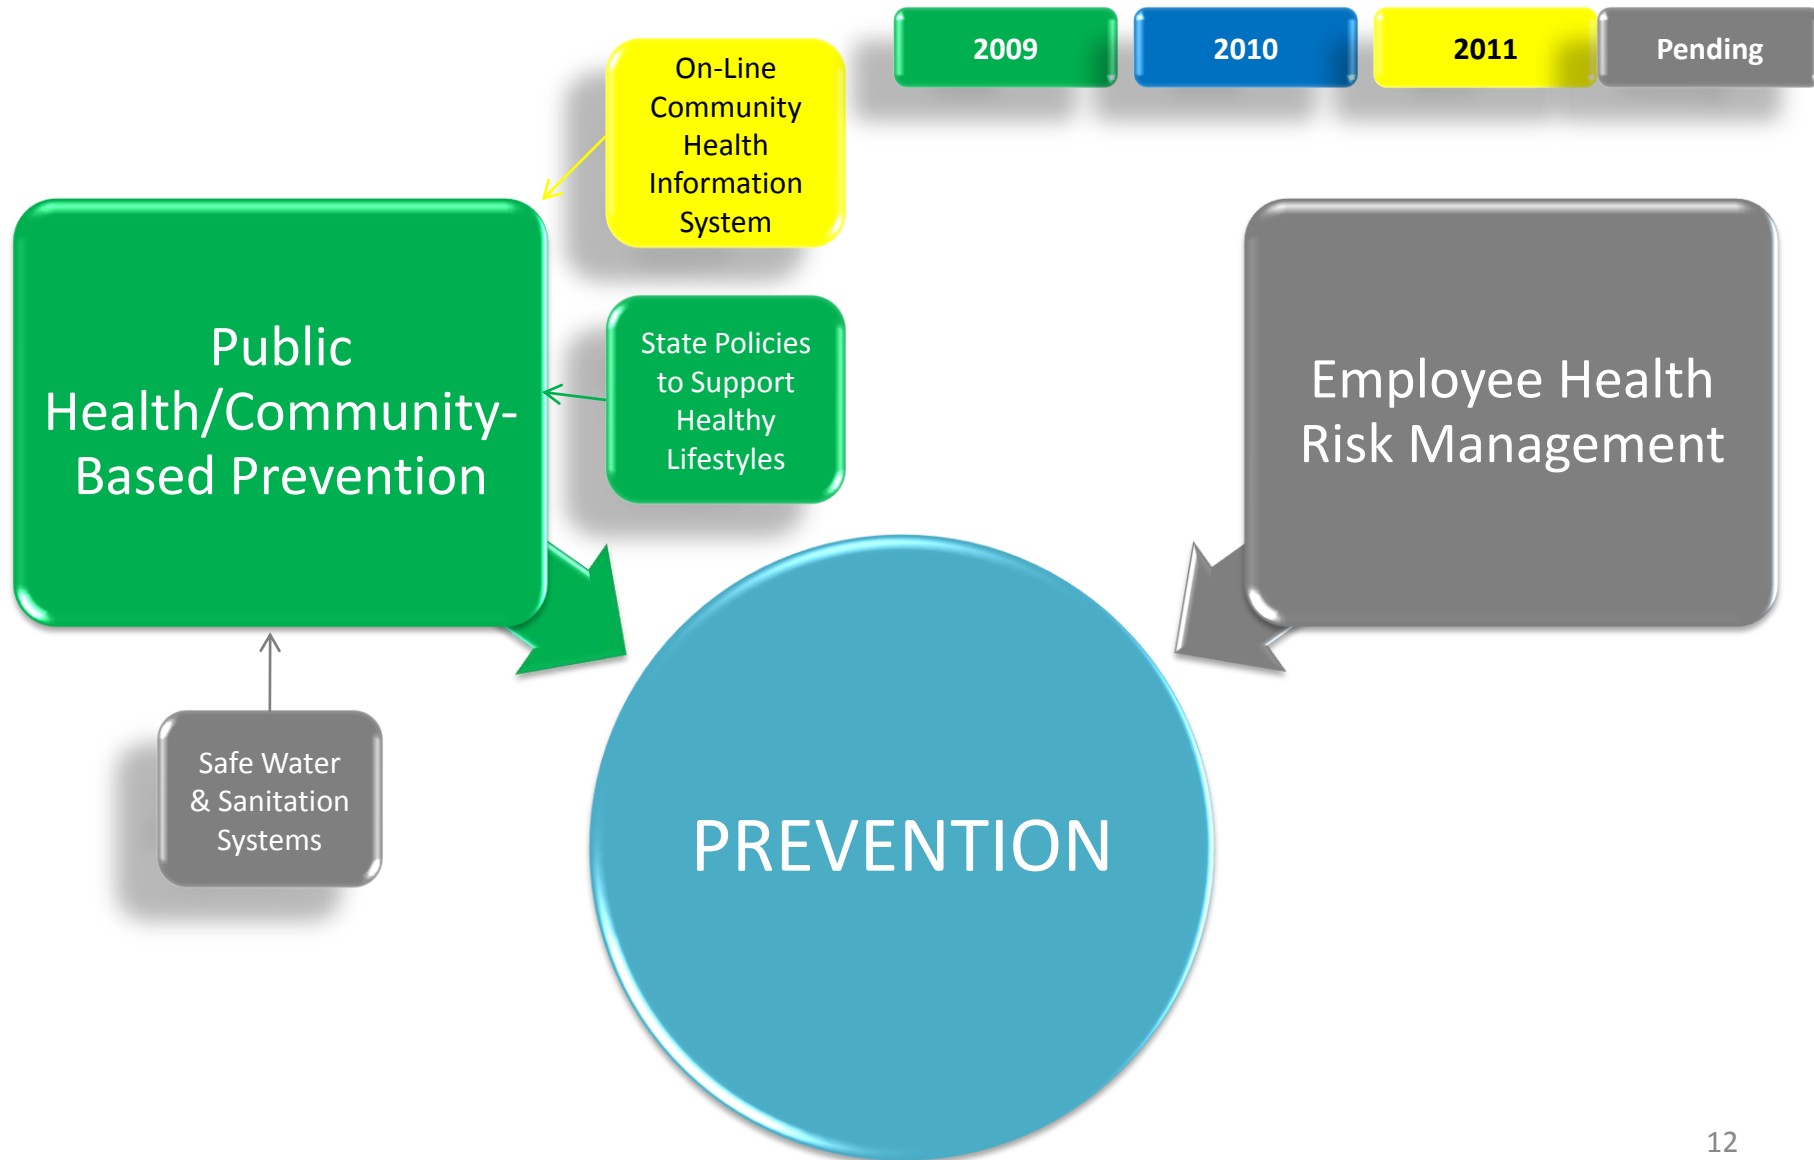 2009
2010
2011
Pending
On-Line
Community
Health
Information
System
Public
Health/Community-
Based Prevention
State Policies
to Support
Healthy
Lifestyles
Employee Health
Risk Management
Safe Water
& Sanitation
Systems
PREVENTION
12